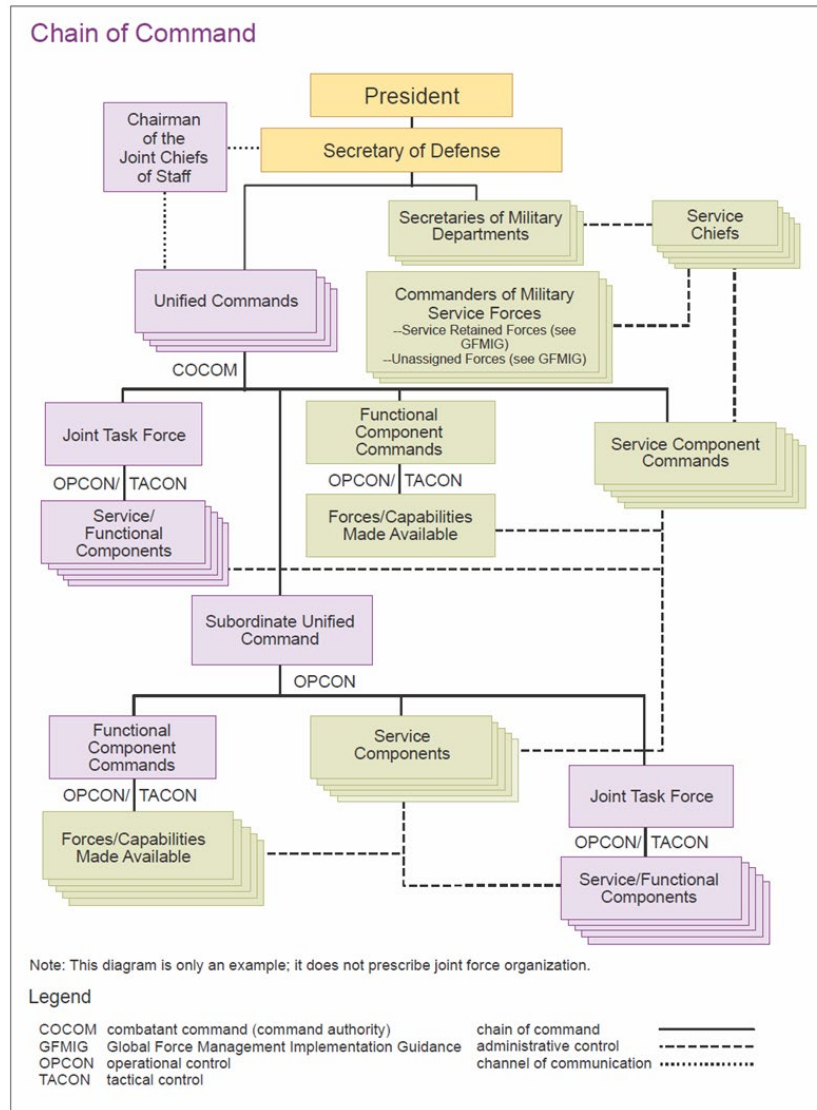 Chain of Command
President
Chairman
of the
Joint Chiefs
of Staff
Secretary of Defense
Secretaries of Military
Departments
Service
Chiefs
Unified Commands
Commanders of Military
Service Forces
--Service Retained Forces (see
GFMIG)
--Unassigned Forces (see GFMIG)
COCOM
Joint Task Force
Functional
Component
Commands
Service Component
Commands
OPCON/ TACON
OPCON/ TACON
Service/
Functional
Components
Forces/Capabilities
Made Available
Subordinate Unified
Command
OPCON
Functional
Component
Commands
Service
Components
Joint Task Force
OPCON/ TACON
Forces/Capabilities
Made Available
OPCON/ TACON
Service/Functional
Components
Note: This diagram is only an example; it does not prescribe joint force organization.
Legend
COCOM combatant command (command authority)
GFMIG Global Force Management Implementation Guidance
OPCON operational control
TACON tactical control
chain of command
administrative control
channel of communication